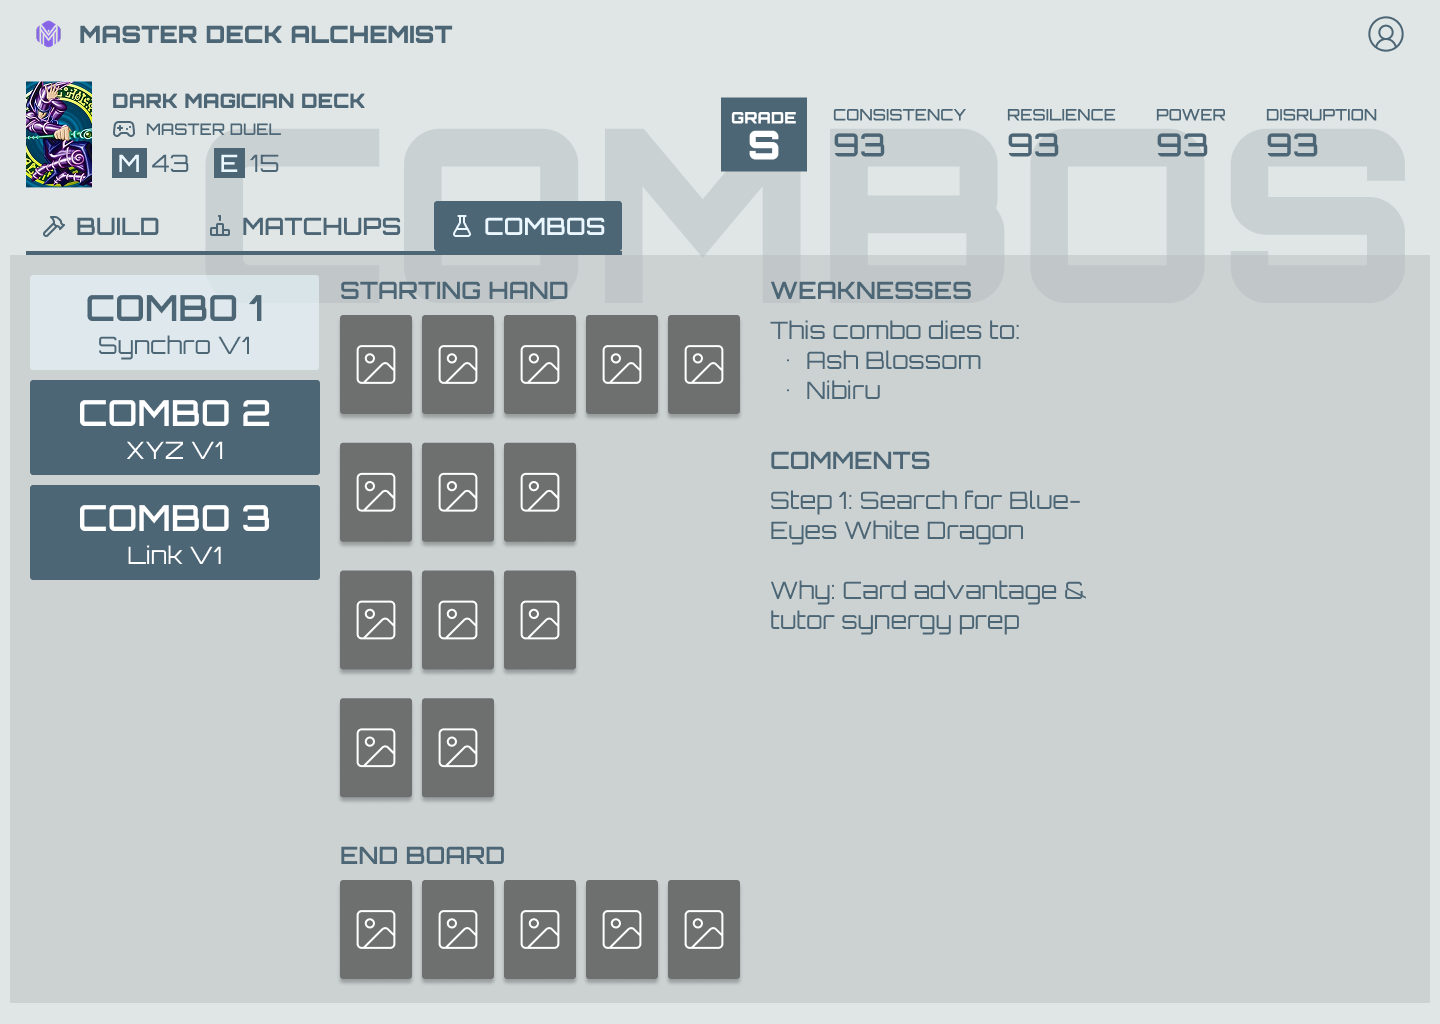 MASTER DECK ALCHEMIST
DARK MAGICIAN DECK
MASTER DUEL
M 43 E 15
GRADE
S
CONSISTENCY
93
RESILIENCE
93
POWER
93
DISRUPTION
93
COMBOS
BUILD
MATCHUPS
COMBOS
COMBO 1
Synchro V1
COMBO 2
XYZ V1
COMBO 3
Link V1
STARTING HAND
END BOARD
WEAKNESSES
This combo dies to:
· Ash Blossom
· Nibiru
COMMENTS
Step 1: Search for Blue-
Eyes White Dragon
Why: Card advantage &
tutor synergy prep